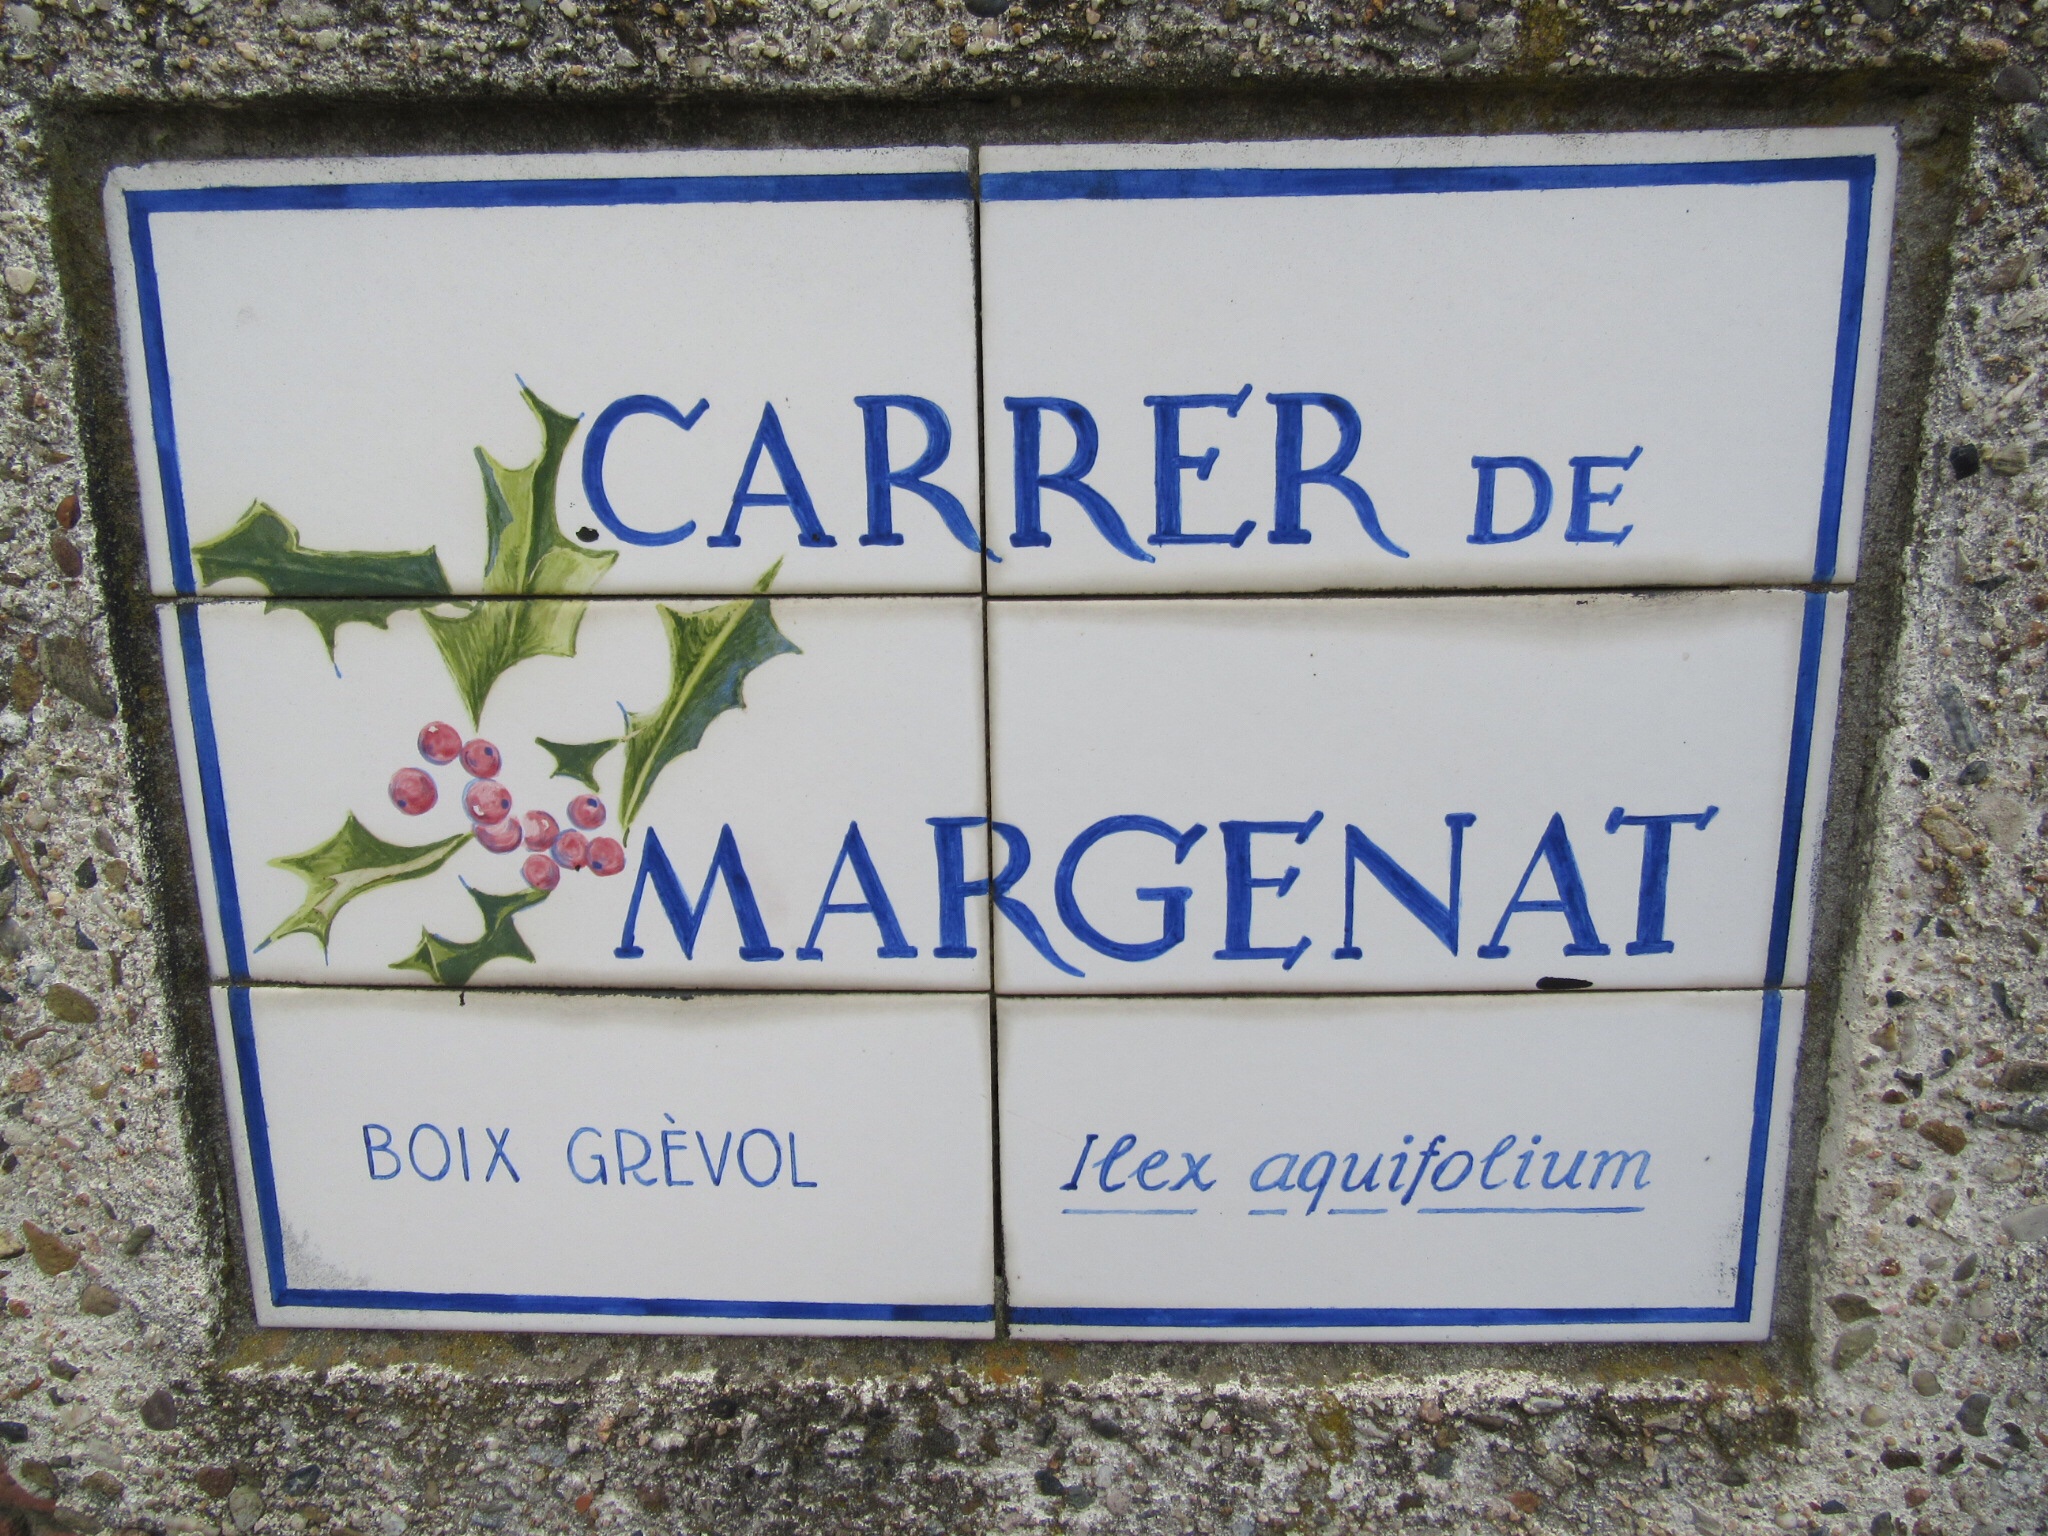 CARRER DE
MARGENAT
BOIX GRÈVOL
Ilex aquifolium